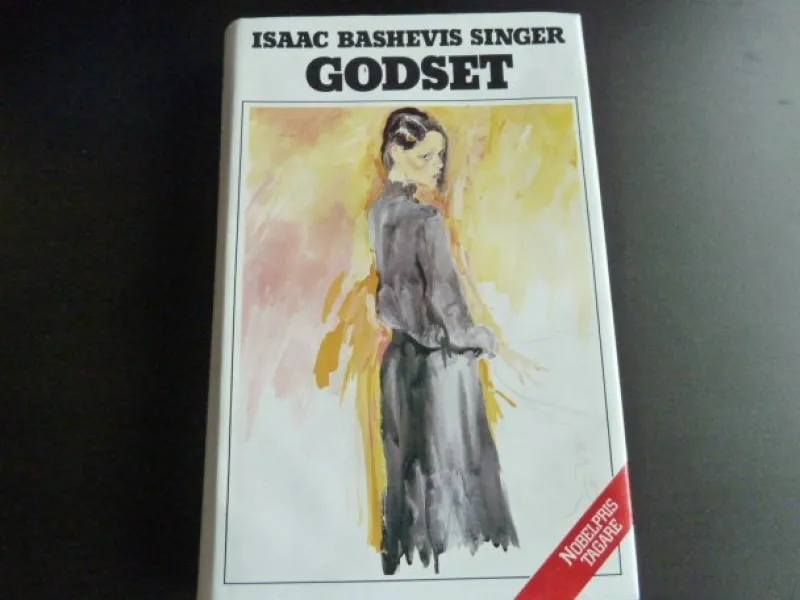 ISAAC BASHEVIS SINGER
GODSET
NOBELPRIS
TAGARE